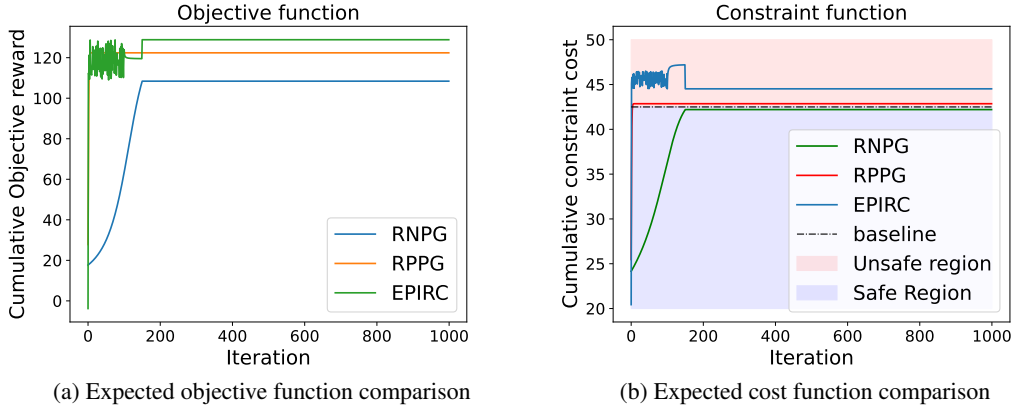 Objective function
Cumulative Objective reward
120
100
80
60
40
20
0
0 200 400 600 800 1000
Iteration
RNPG
RPPG
EPIRC
(a) Expected objective function comparison
Constraint function
Cumulative constraint cost
50
45
40
35
30
25
20
0 200 400 600 800 1000
Iteration
RNPG
RPPG
EPIRC
baseline
Unsafe region
Safe Region
(b) Expected cost function comparison